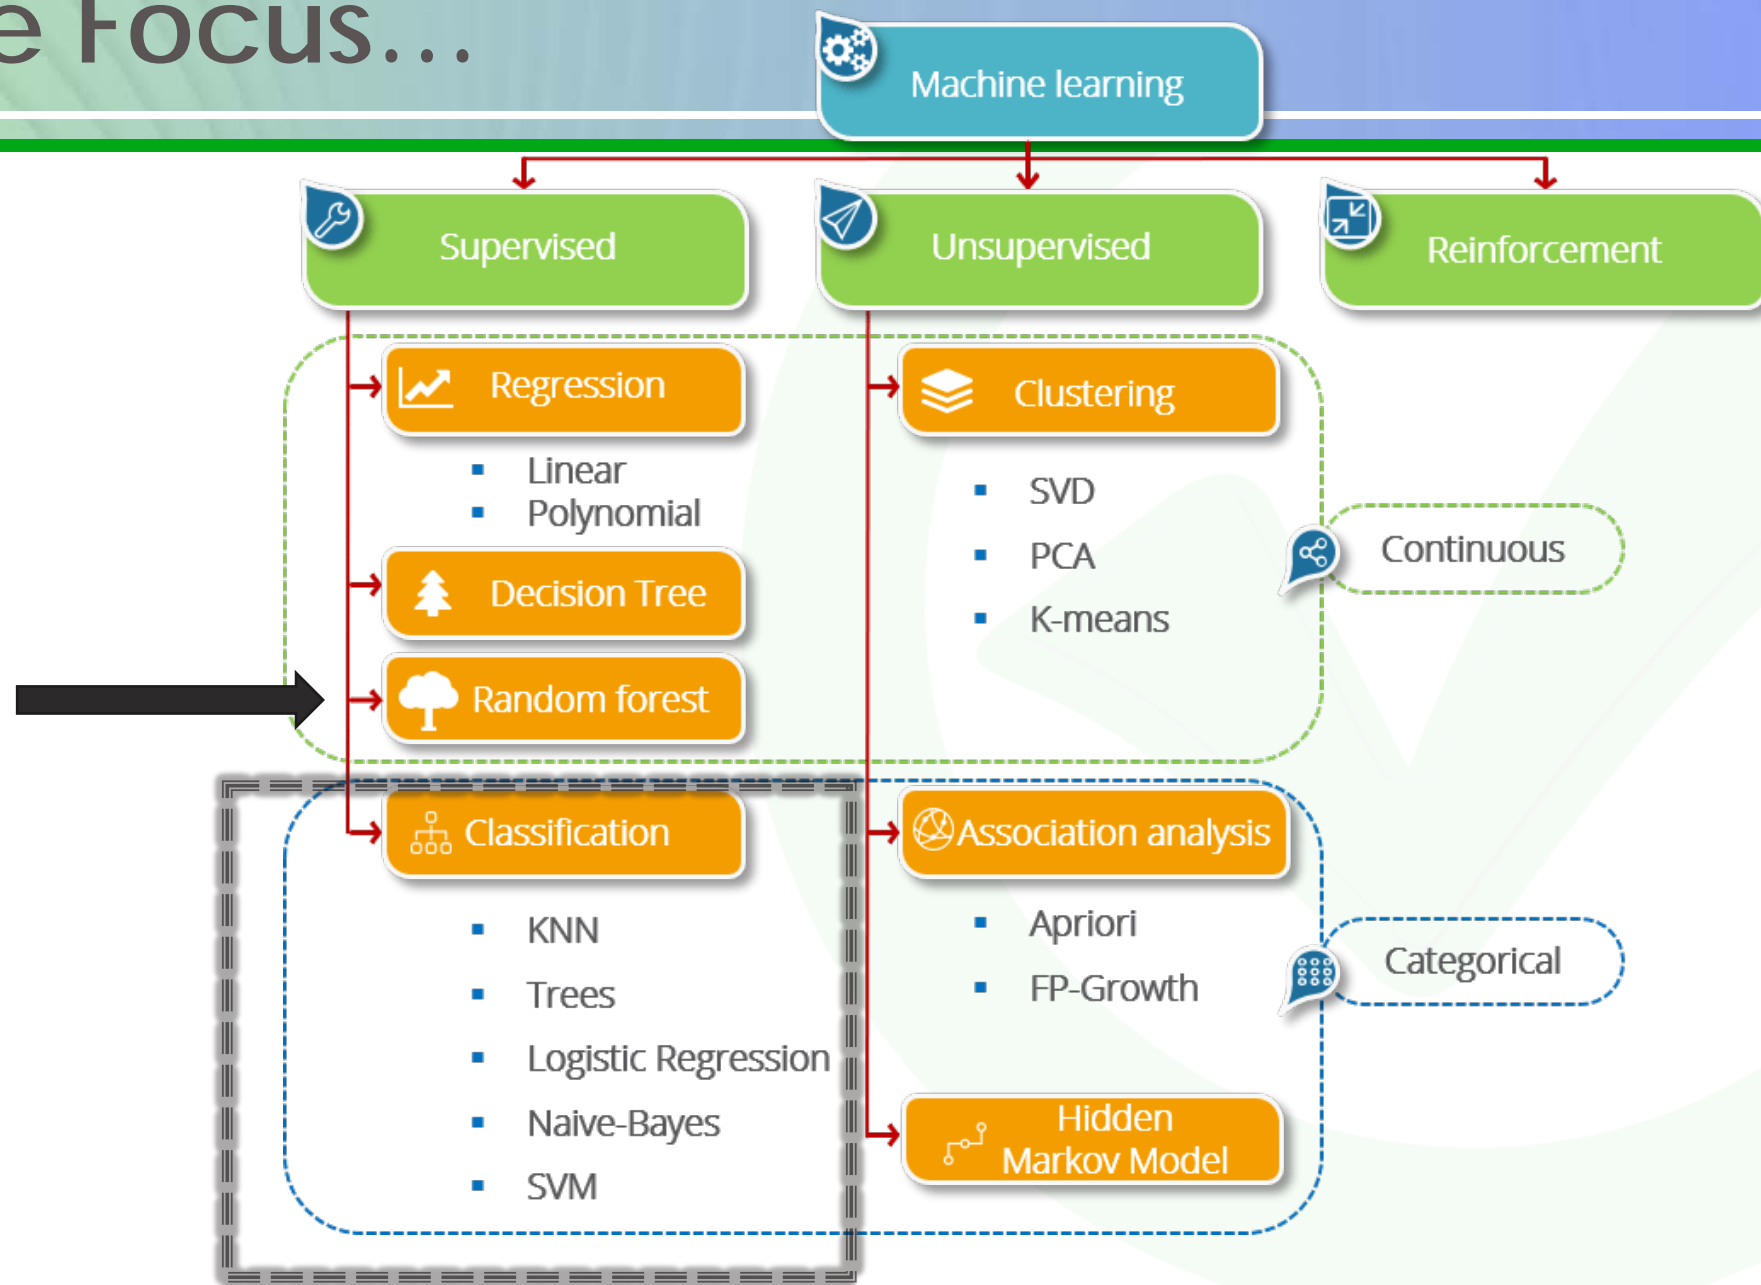 e Focus...
Machine learning
Supervised
Unsupervised
Reinforcement
Regression
Linear
Polynomial
Decision Tree
Random forest
Clustering
SVD
PCA
K-means
Continuous
Classification
KNN
Trees
Logistic Regression
Naive-Bayes
SVM
Association analysis
Apriori
FP-Growth
Hidden
Markov Model
Categorical